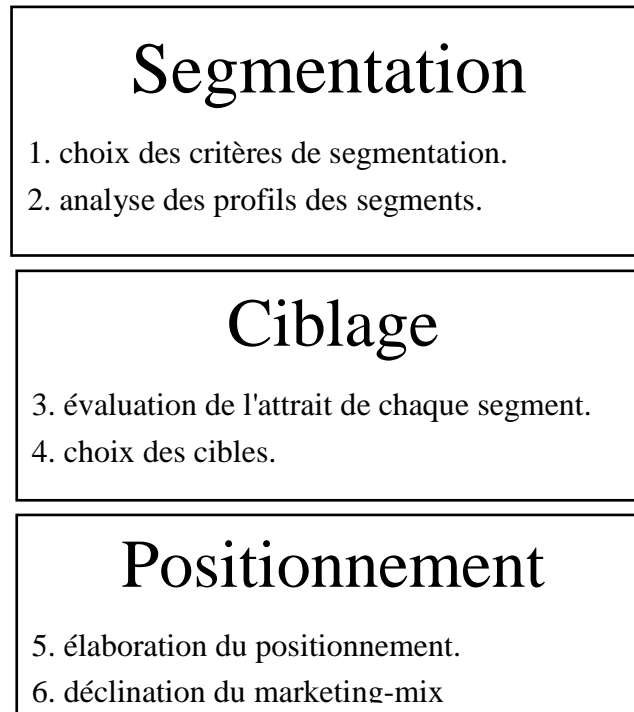 Segmentation
1. choix des critères de segmentation.
2. analyse des profils des segments.
Ciblage
3. évaluation de l'attrait de chaque segment.
4. choix des cibles.
Positionnement
5. élaboration du positionnement.
6. déclination du marketing-mix